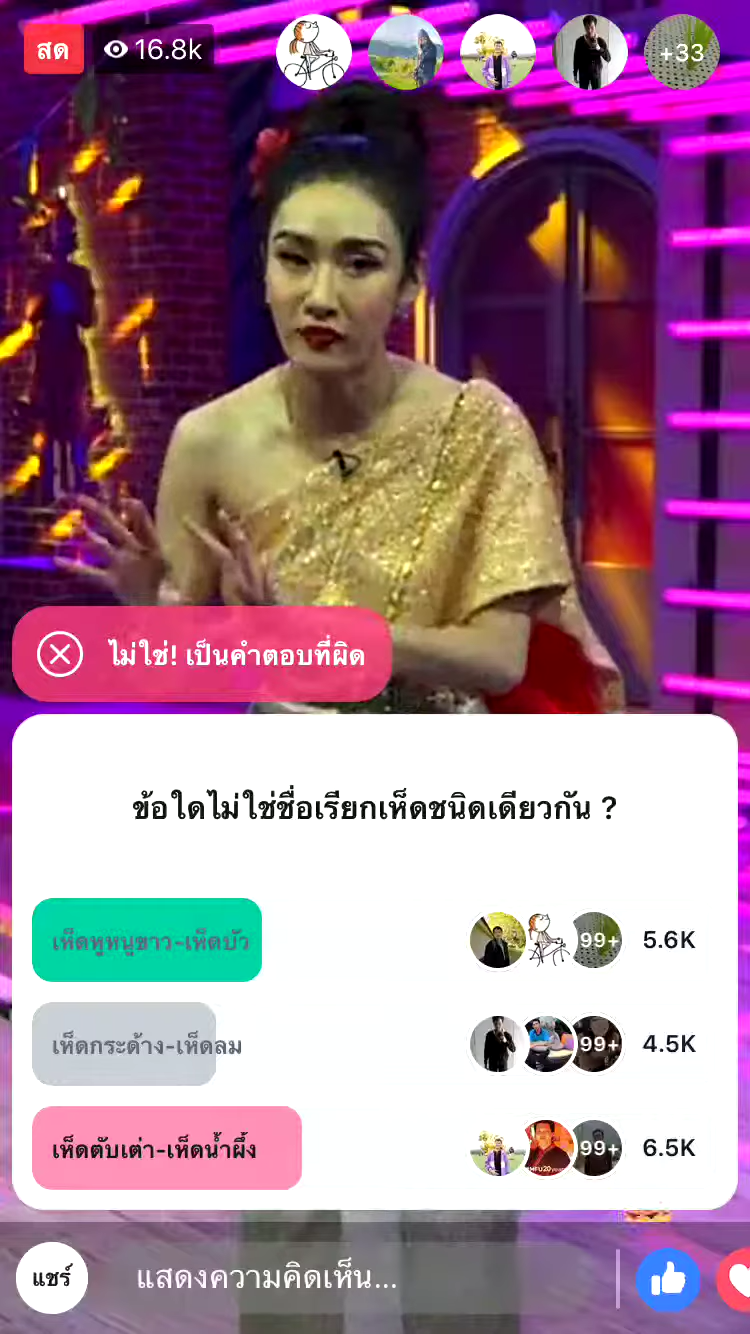 สด 16.8k +33
ไม่ใช่! เป็นคำตอบที่ผิด
ข้อใดไม่ใช่ชื่อเรียกเห็ดชนิดเดียวกัน ?
เห็ดหูหนูขาว-เห็ดบัว 99+ 5.6K
เห็ดกระด้าง-เห็ดลม 99+ 4.5K
เห็ดตับเต่า-เห็ดน้ำผึ้ง 99+ 6.5K
แชร์ แสดงความคิดเห็น...